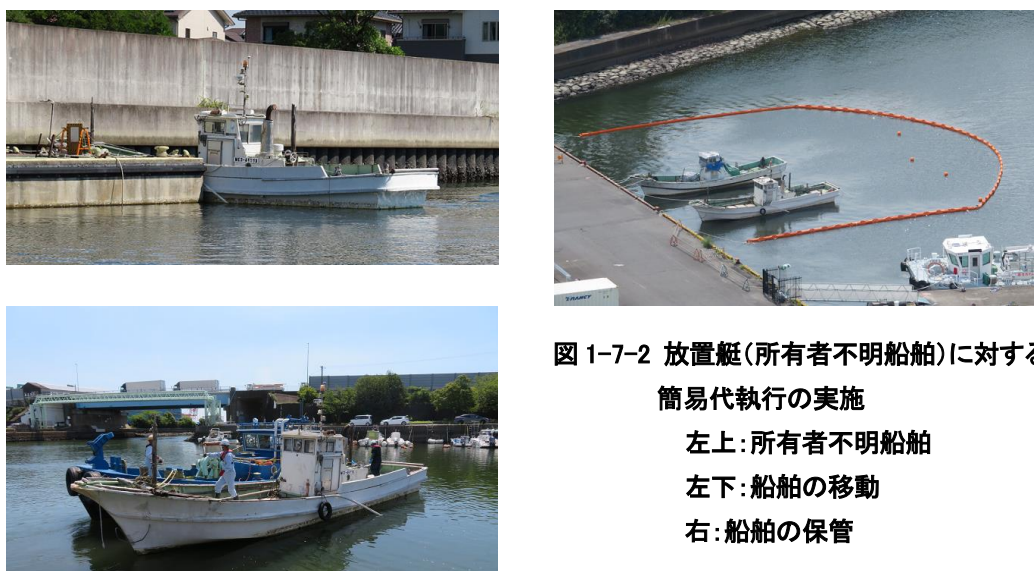 図 1-7-2 放置艇(所有者不明船舶)に対する
簡易代執行の実施
左上:所有者不明船舶
左下:船舶の移動
右:船舶の保管